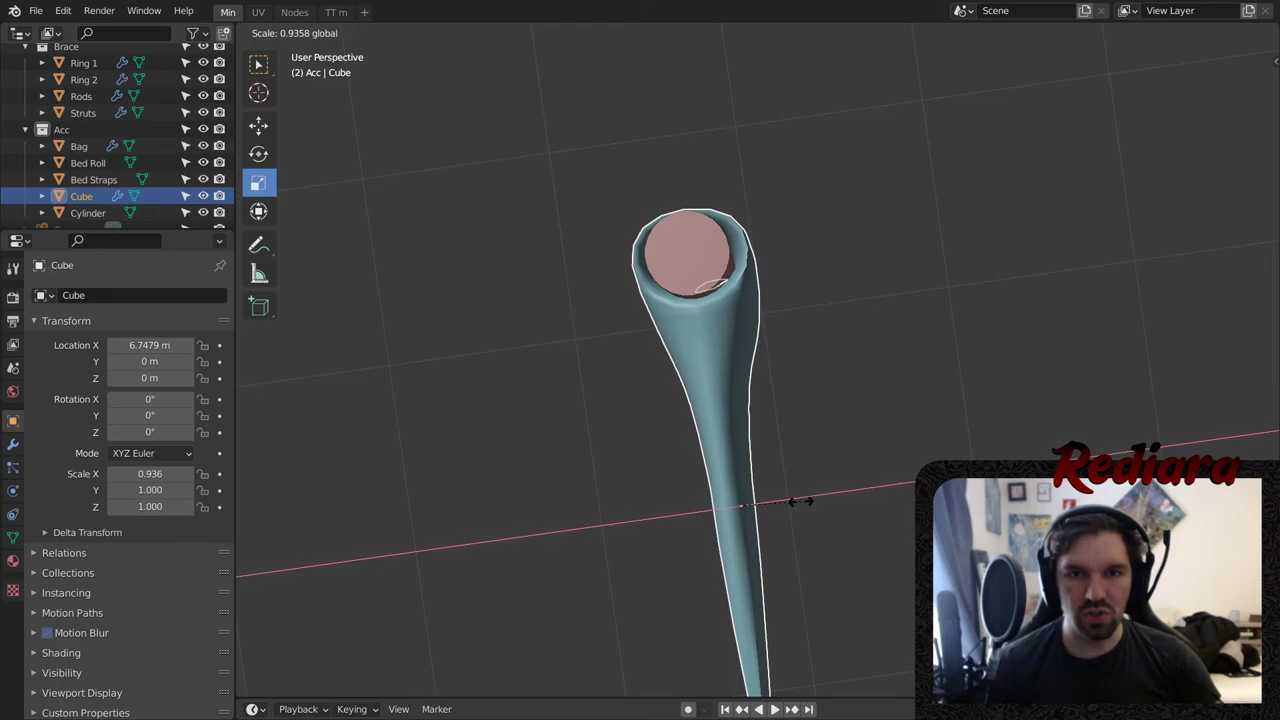 File Edit Render Window Help Min UV Nodes TT m + Scene View Layer
Scale: 0.9358 global
User Perspective
(2) Acc | Cube
Brace
Ring 1
Ring 2
Rods
Struts
Acc
Bag
Bed Roll
Bed Straps
Cube
Cylinder
Cube
Cube
Transform
Location X 6.7479 m
Y 0 m
Z 0 m
Rotation X 0°
Y 0°
Z 0°
Mode XYZ Euler
Scale X 0.936
Y 1.000
Z 1.000
Delta Transform
Relations
Collections
Instancing
Motion Paths
Motion Blur
Shading
Visibility
Viewport Display
Custom Properties
Rediara
Playback Keying View Marker